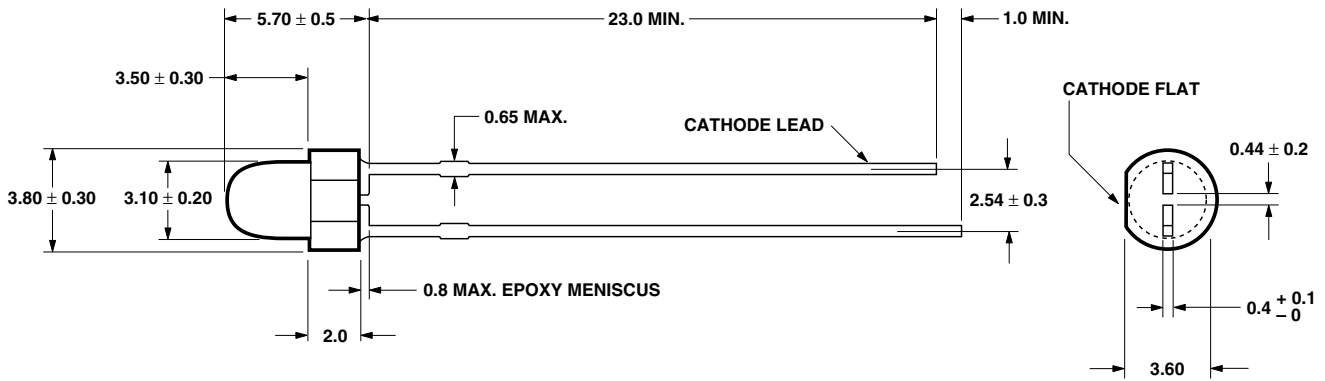 5.70 ± 0.5
23.0 MIN.
1.0 MIN.
3.50 ± 0.30
CATHODE FLAT
0.65 MAX.
CATHODE LEAD
0.44 ± 0.2
3.80 ± 0.30
3.10 ± 0.20
2.54 ± 0.3
0.8 MAX. EPOXY MENISCUS
0.4 + 0.1
– 0
2.0
3.60